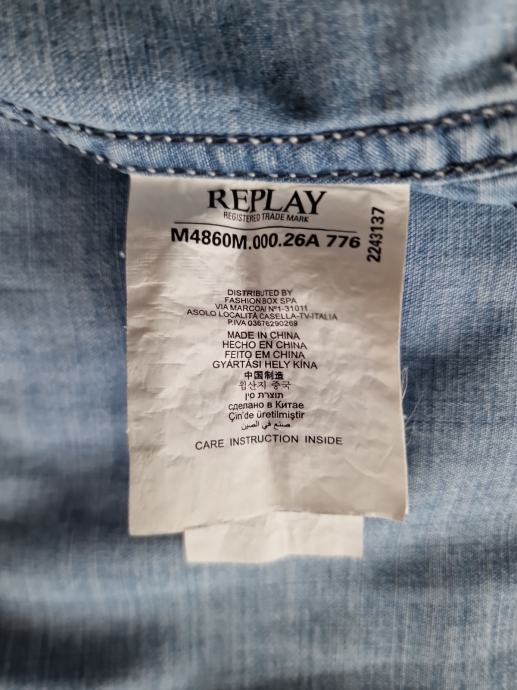 REPLAY
REGISTERED TRADE MARK
M4860M.000.26A 776
2243137
DISTRIBUTED BY
FASHION BOX SPA
VIA MARCOAI N°1-31011
ASOLO LOCALITÁ CASELLA-TV-ITALIA
P.IVA 03676290269
MADE IN CHINA
HECHO EN CHINA
FEITO EM CHINA
GYÁRTÁSI HELY KÍNA
中国制造
원산지 중국
תוצרת סין
сделано в Китае
Çin'de üretilmiştir
صنع في الصين
CARE INSTRUCTION INSIDE